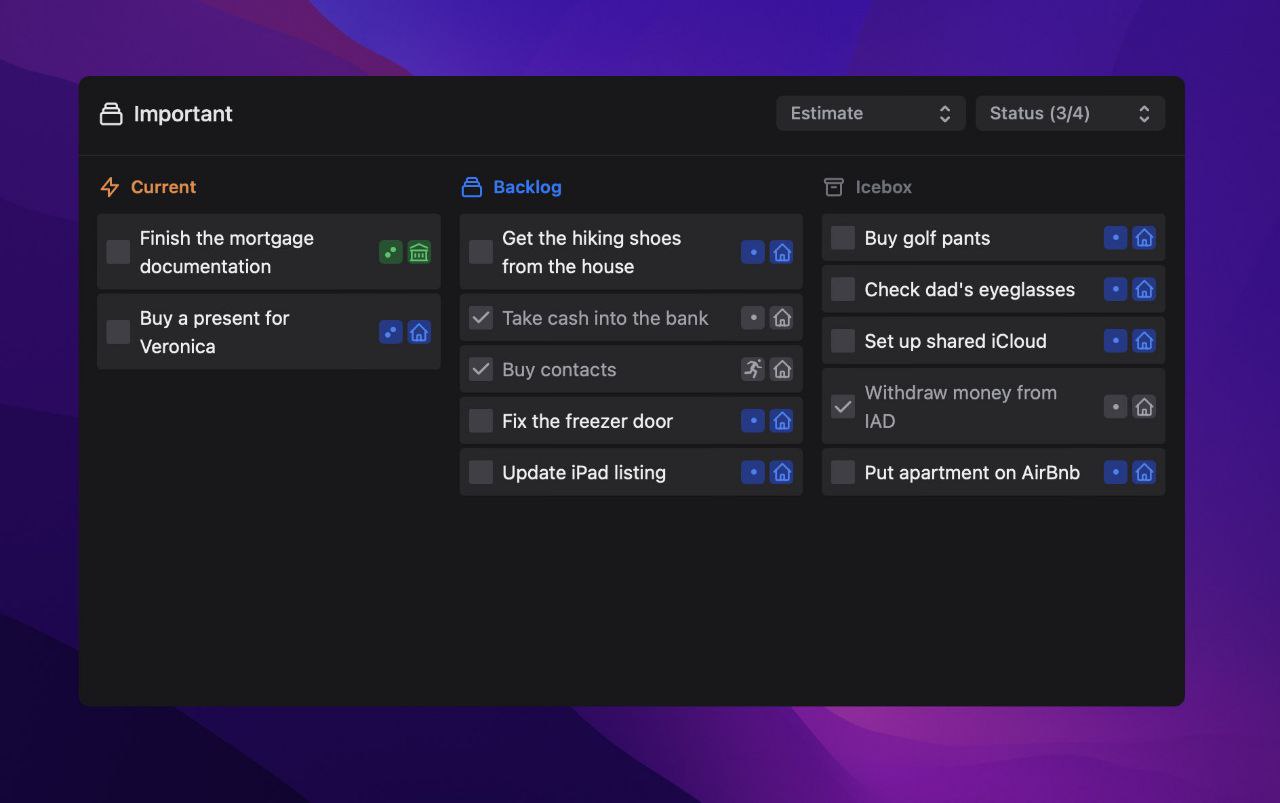 Important
Estimate
Status (3/4)
Current
Finish the mortgage
documentation
Buy a present for
Veronica
Backlog
Get the hiking shoes
from the house
Take cash into the bank
Buy contacts
Fix the freezer door
Update iPad listing
Icebox
Buy golf pants
Check dad's eyeglasses
Set up shared iCloud
Withdraw money from
IAD
Put apartment on AirBnb